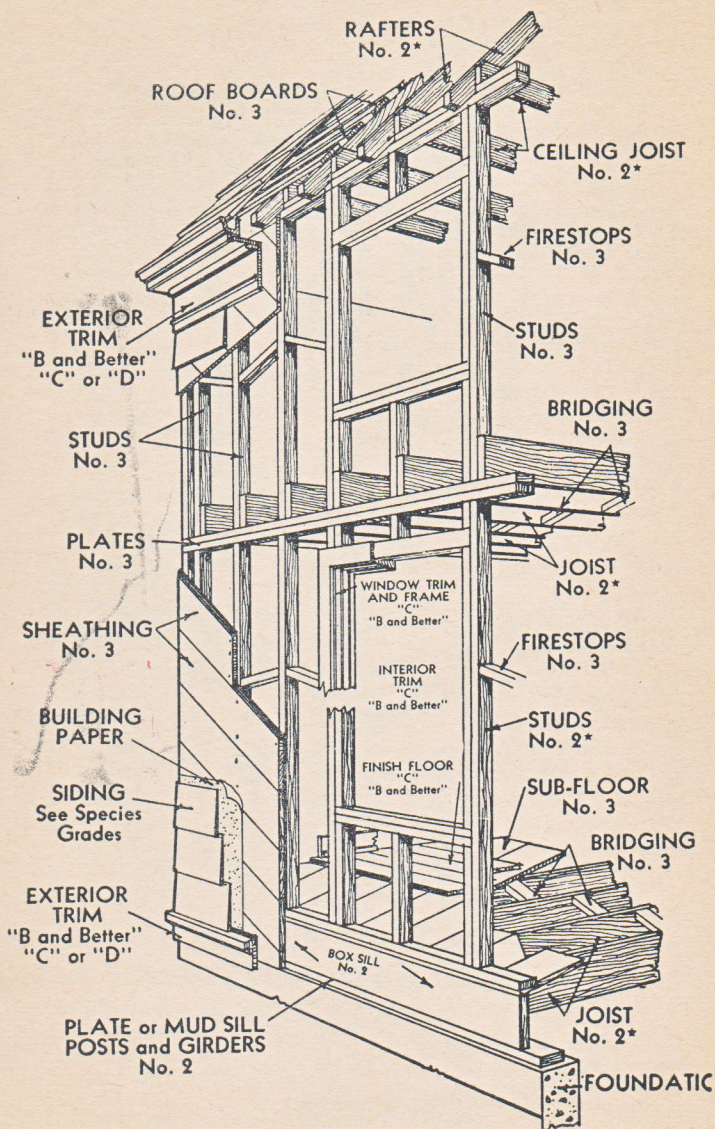 RAFTERS
No. 2*
ROOF BOARDS
No. 3
CEILING JOIST
No. 2*
FIRESTOPS
No. 3
EXTERIOR
TRIM
"B and Better"
"C" or "D"
STUDS
No. 3
BRIDGING
No. 3
STUDS
No. 3
PLATES
No. 3
JOIST
No. 2*
WINDOW TRIM
AND FRAME
"C"
"B and Better"
SHEATHING
No. 3
FIRESTOPS
No. 3
INTERIOR
TRIM
"C"
"B and Better"
BUILDING
PAPER
STUDS
No. 2*
FINISH FLOOR
"C"
"B and Better"
SIDING
See Species
Grades
SUB-FLOOR
No. 3
BRIDGING
No. 3
EXTERIOR
TRIM
"B and Better"
"C" or "D"
BOX SILL
No. 2
PLATE or MUD SILL
POSTS and GIRDERS
No. 2
JOIST
No. 2*
FOUNDATIC